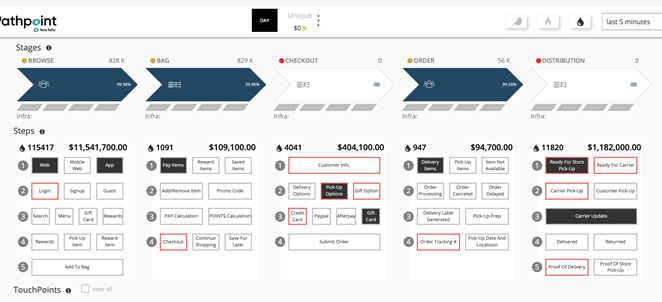 Pathpoint
New Relic.
DAY
Unique
$0
last 5 minutes
Stages
BROWSE 828 K
BAG 829 K
CHECKOUT 0
ORDER 56 K
DISTRIBUTION 0
99.56% 99.56% 99.56%
Infra: Infra: Infra: Infra: Infra:
Steps
115417 $11,541,700.00
1 Web Mobile Web App
2 Login Signup Guest
3 Search Menu Gift Card Rewards
4 Rewards Pick-Up Item Reward Item
5 Add To Bag
1091 $109,100.00
1 Pay Items Reward Items Saved Items
2 Add/Remove Item Promo Code
3 PAY Calculation POINTS Calculation
4 Checkout Continue Shopping Save For Later
4041 $404,100.00
1 Customer Info.
2 Delivery Options Pick-Up Options Gift Option
3 Credit Card Paypal Afterpay Gift Card
4 Submit Order
947 $94,700.00
1 Delivery Items Pick-Up Items Item Not Available
2 Order Processing Order Canceled Order Delayed
3 Delivery Label Generated Pick-Up Prep
4 Order Tracking # Pick-Up Date And Locatioon
11820 $1,182,000.00
1 Ready For Store Pick-Up Ready For Carrier
2 Carrier Pick-Up Customer Pick-Up
3 Carrier Update
4 Delivered Returned
5 Proof Of Delivery Proof Of Store Pick-Up
TouchPoints view all